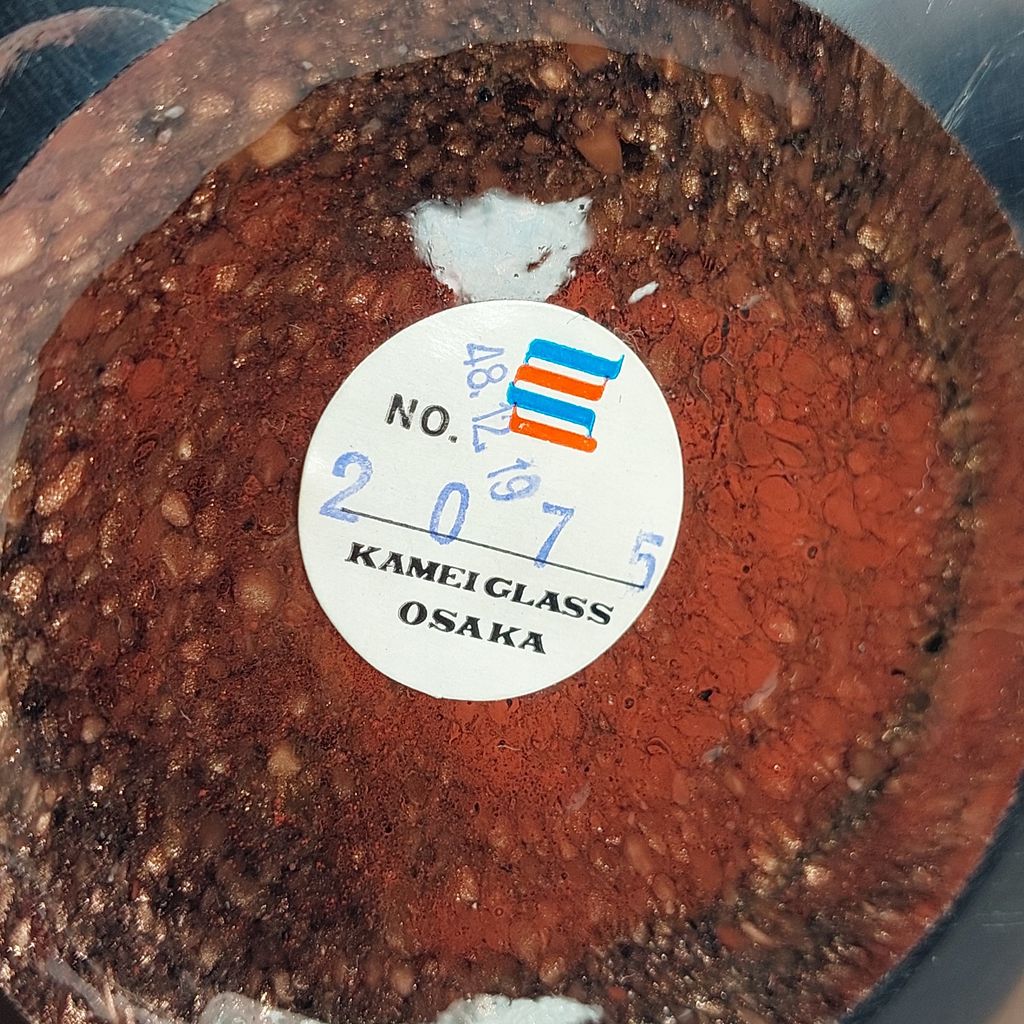 48.12.19
NO.
2075
KAMEI GLASS
OSAKA